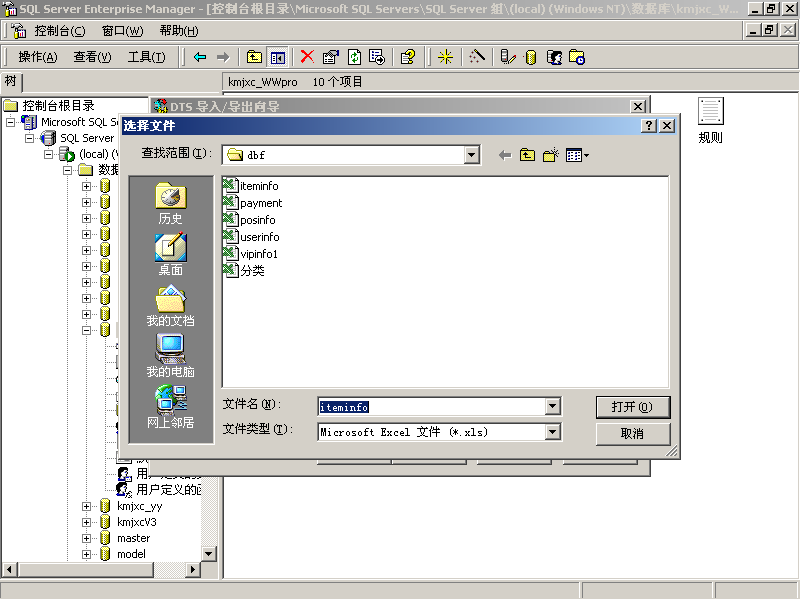 SQL Server Enterprise Manager - [控制台根目录\Microsoft SQL Servers\SQL Server 组\(local) (Windows NT)\数据库\kmjxc_W...
控制台(C) 窗口(W) 帮助(H)
操作(A) 查看(V) 工具(T)
树
kmjxc_WWpro 10 个项目
控制台根目录
Microsoft SQL S
SQL Server
(local) (
数据
kmjxc_yy
kmjxcV3
master
model
用户定义的
DTS 导入/导出向导
规则
选择文件
查找范围(I): dbf
历史
桌面
我的文档
我的电脑
网上邻居
iteminfo
payment
posinfo
userinfo
vipinfo1
分类
文件名(N): iteminfo 打开(O)
文件类型(T): Microsoft Excel 文件 (*.xls) 取消